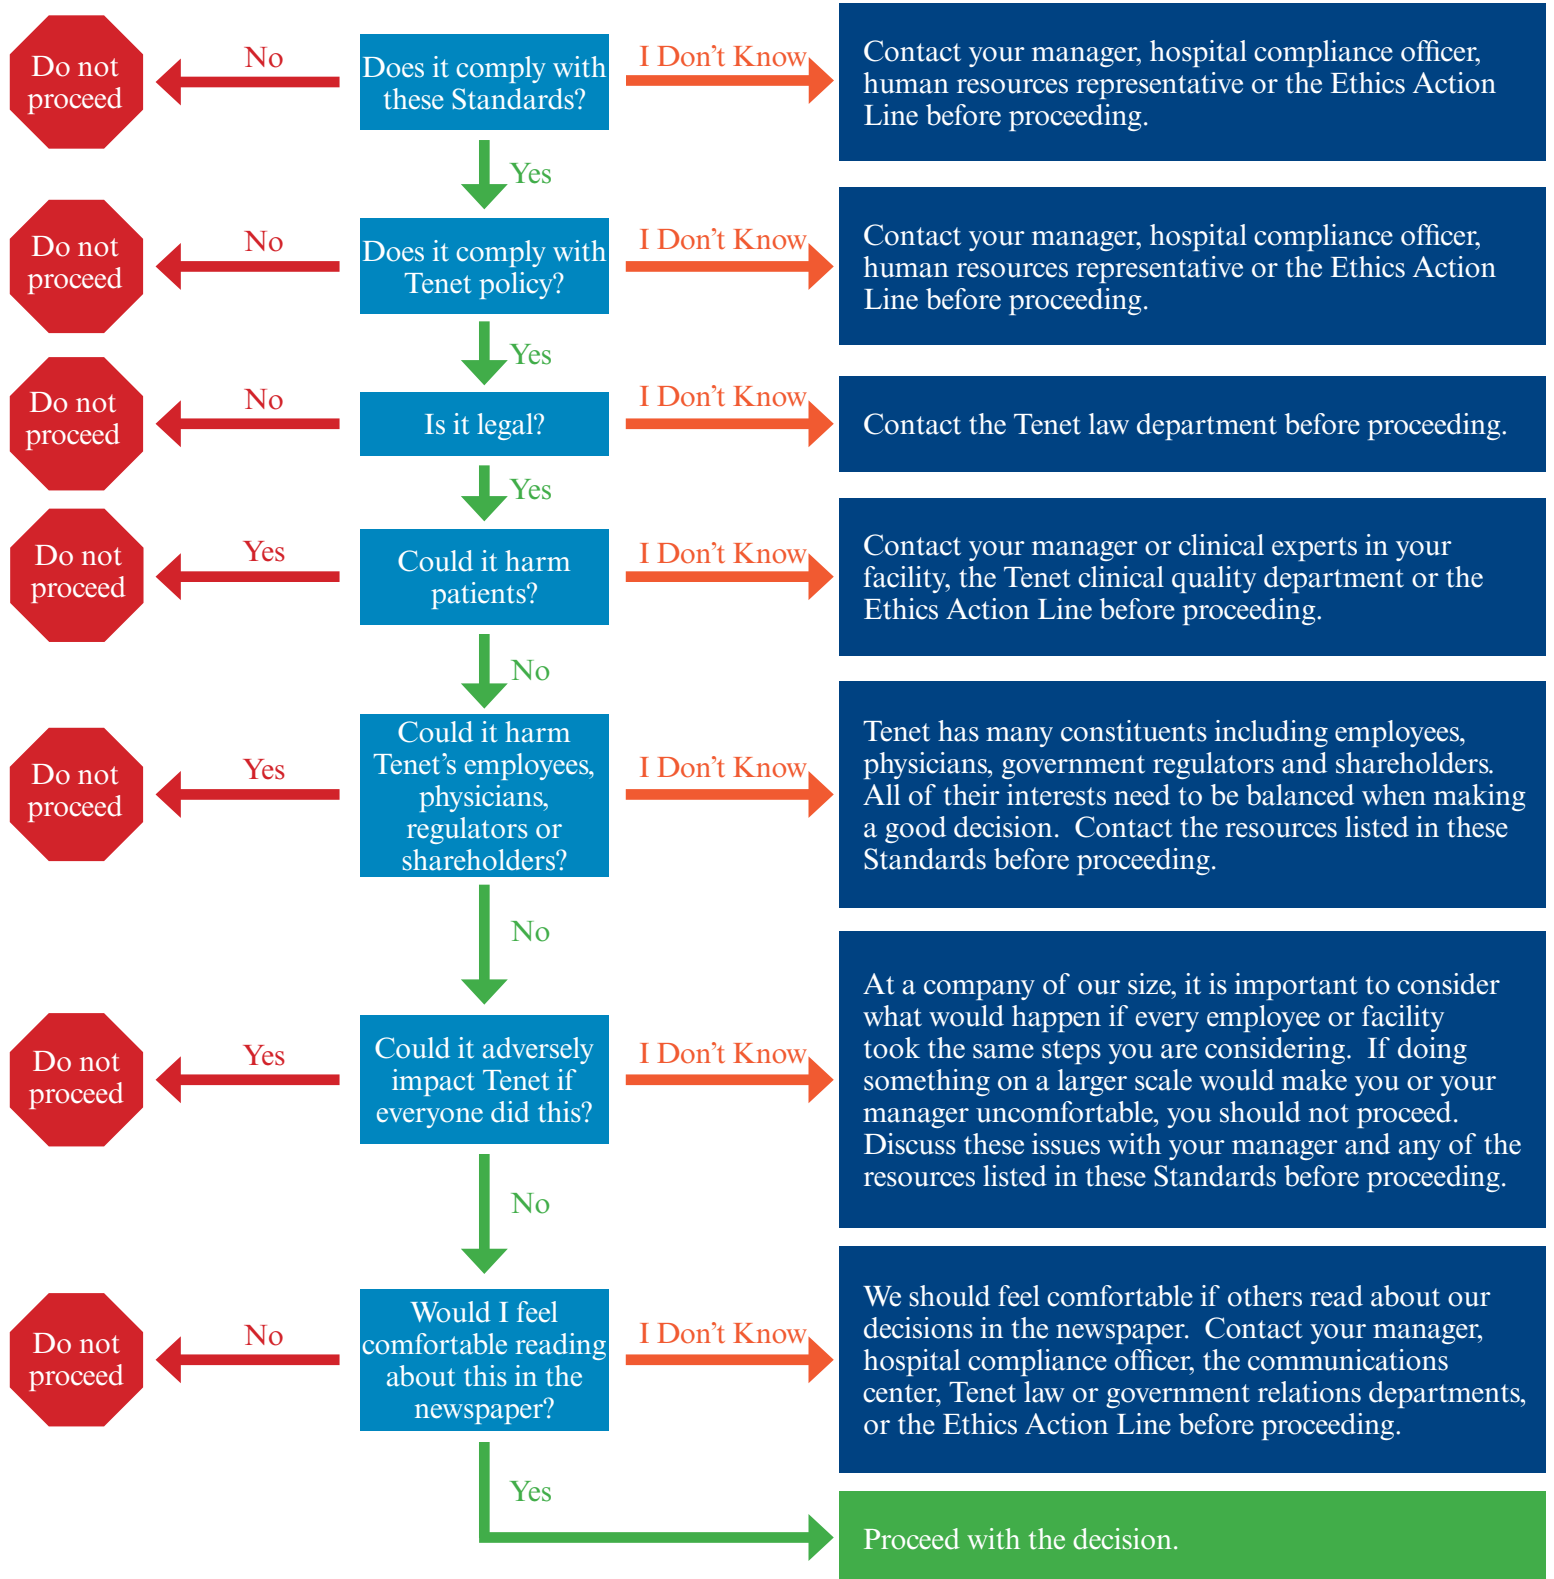 Do not
proceed
No
Does it comply with
these Standards?
I Don’t Know
Contact your manager, hospital compliance officer,
human resources representative or the Ethics Action
Line before proceeding.
Yes
Do not
proceed
No
Does it comply with
Tenet policy?
I Don’t Know
Contact your manager, hospital compliance officer,
human resources representative or the Ethics Action
Line before proceeding.
Yes
Do not
proceed
No
Is it legal?
I Don’t Know
Contact the Tenet law department before proceeding.
Yes
Do not
proceed
Yes
Could it harm
patients?
I Don’t Know
Contact your manager or clinical experts in your
facility, the Tenet clinical quality department or the
Ethics Action Line before proceeding.
No
Do not
proceed
Yes
Could it harm
Tenet’s employees,
physicians,
regulators or
shareholders?
I Don’t Know
Tenet has many constituents including employees,
physicians, government regulators and shareholders.
All of their interests need to be balanced when making
a good decision.  Contact the resources listed in these
Standards before proceeding.
No
Do not
proceed
Yes
Could it adversely
impact Tenet if
everyone did this?
I Don’t Know
At a company of our size, it is important to consider
what would happen if every employee or facility
took the same steps you are considering.  If doing
something on a larger scale would make you or your
manager uncomfortable, you should not proceed.
Discuss these issues with your manager and any of the
resources listed in these Standards before proceeding.
No
Do not
proceed
No
Would I feel
comfortable reading
about this in the
newspaper?
I Don’t Know
We should feel comfortable if others read about our
decisions in the newspaper.  Contact your manager,
hospital compliance officer, the communications
center, Tenet law or government relations departments,
or the Ethics Action Line before proceeding.
Yes
Proceed with the decision.